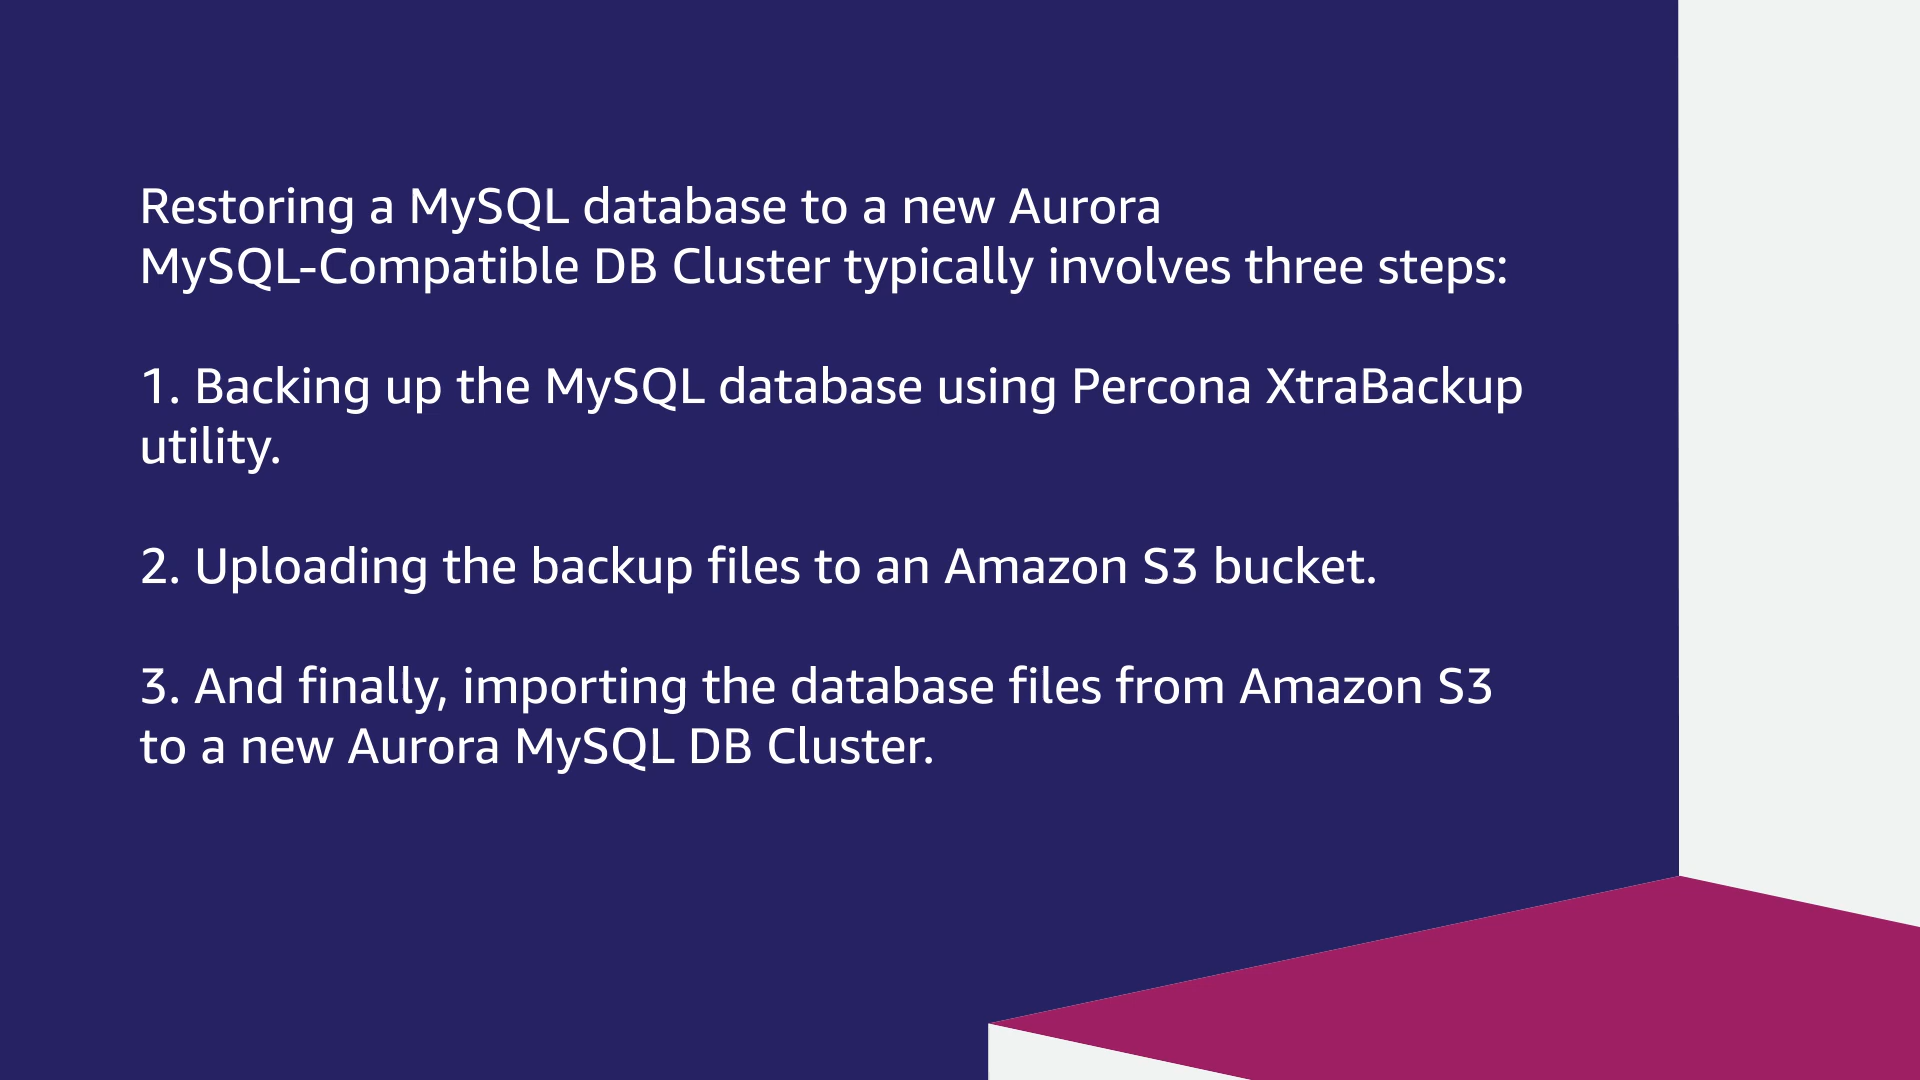 Restoring a MySQL database to a new Aurora
MySQL-Compatible DB Cluster typically involves three steps:
1. Backing up the MySQL database using Percona XtraBackup
utility.
2. Uploading the backup files to an Amazon S3 bucket.
3. And finally, importing the database files from Amazon S3
to a new Aurora MySQL DB Cluster.